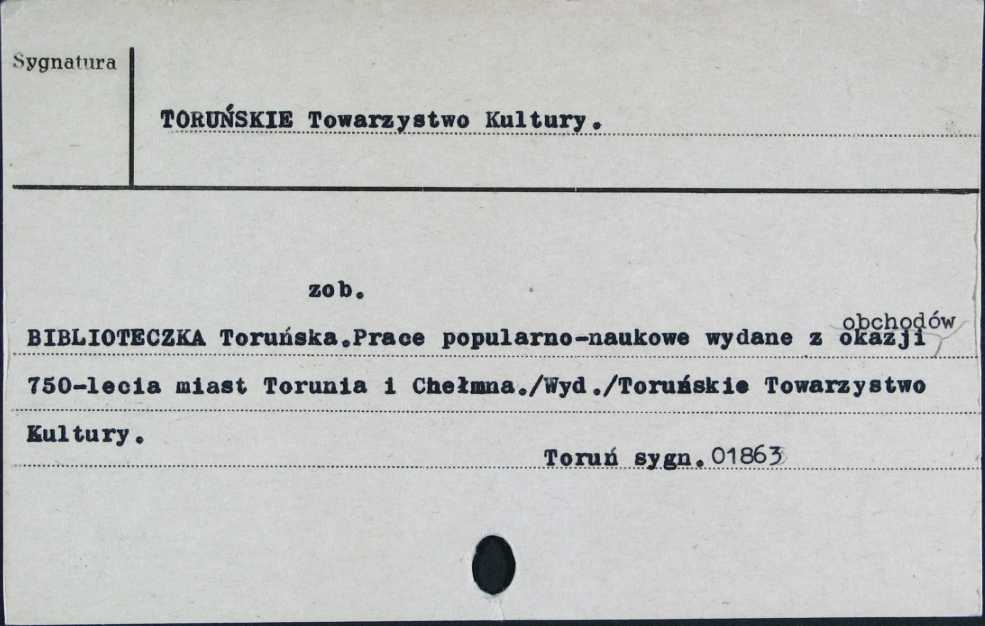 Sygnatura
TORUŃSKIE Towarzystwo Kultury.
zob.
obchodów
BIBLIOTECZKA Toruńska.Prace popularno-naukowe wydane z okazji
750-lecia miast Torunia i Chełmna./Wyd./Toruńskie Towarzystwo
Kultury.
Toruń sygn.01863